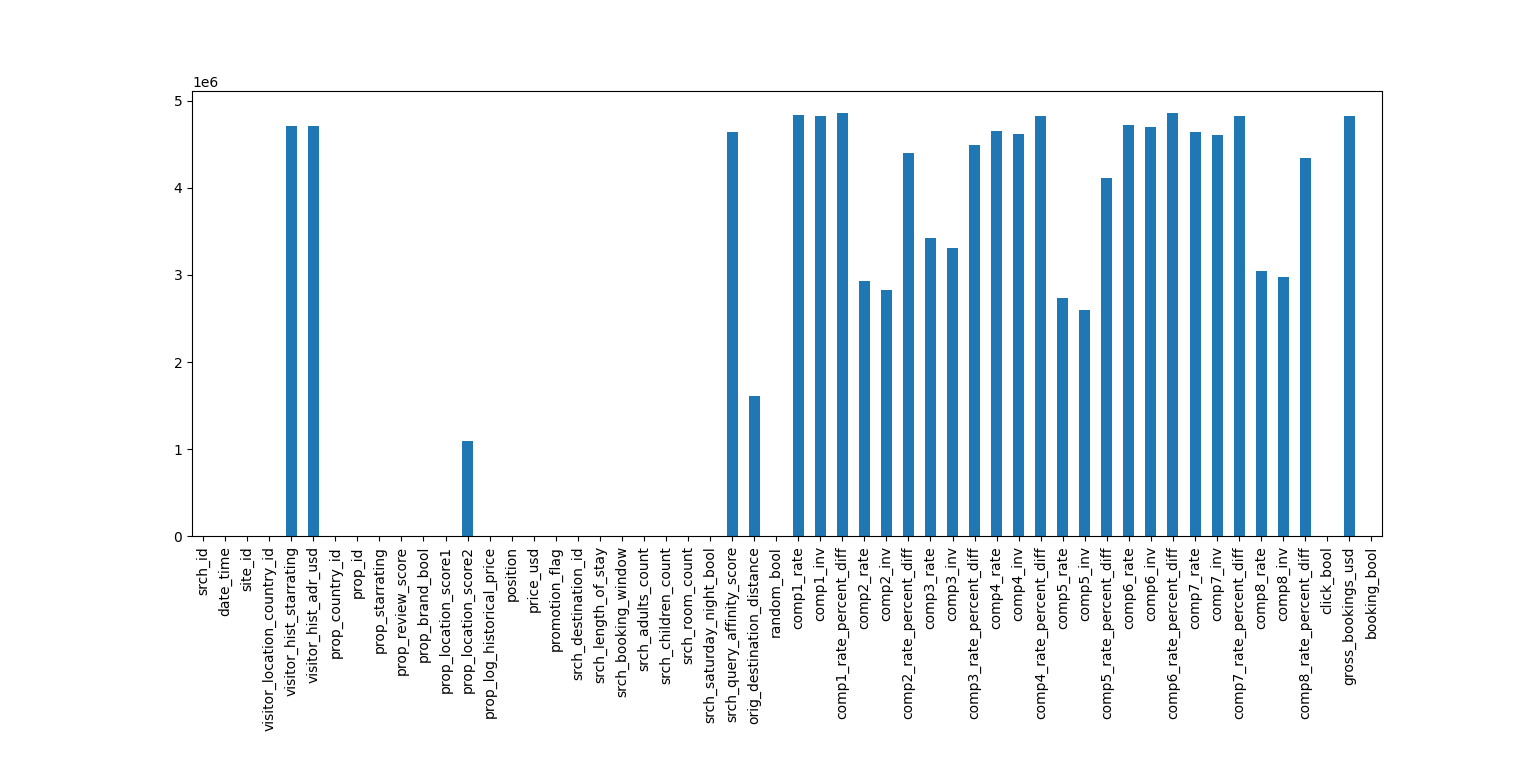 1e6
5
4
3
2
1
0
srch_id
date_time
site_id
visitor_location_country_id
visitor_hist_starrating
visitor_hist_adr_usd
prop_country_id
prop_id
prop_starrating
prop_review_score
prop_brand_bool
prop_location_score1
prop_location_score2
prop_log_historical_price
position
price_usd
promotion_flag
srch_destination_id
srch_length_of_stay
srch_booking_window
srch_adults_count
srch_children_count
srch_room_count
srch_saturday_night_bool
srch_query_affinity_score
orig_destination_distance
random_bool
comp1_rate
comp1_inv
comp1_rate_percent_diff
comp2_rate
comp2_inv
comp2_rate_percent_diff
comp3_rate
comp3_inv
comp3_rate_percent_diff
comp4_rate
comp4_inv
comp4_rate_percent_diff
comp5_rate
comp5_inv
comp5_rate_percent_diff
comp6_rate
comp6_inv
comp6_rate_percent_diff
comp7_rate
comp7_inv
comp7_rate_percent_diff
comp8_rate
comp8_inv
comp8_rate_percent_diff
click_bool
gross_bookings_usd
booking_bool